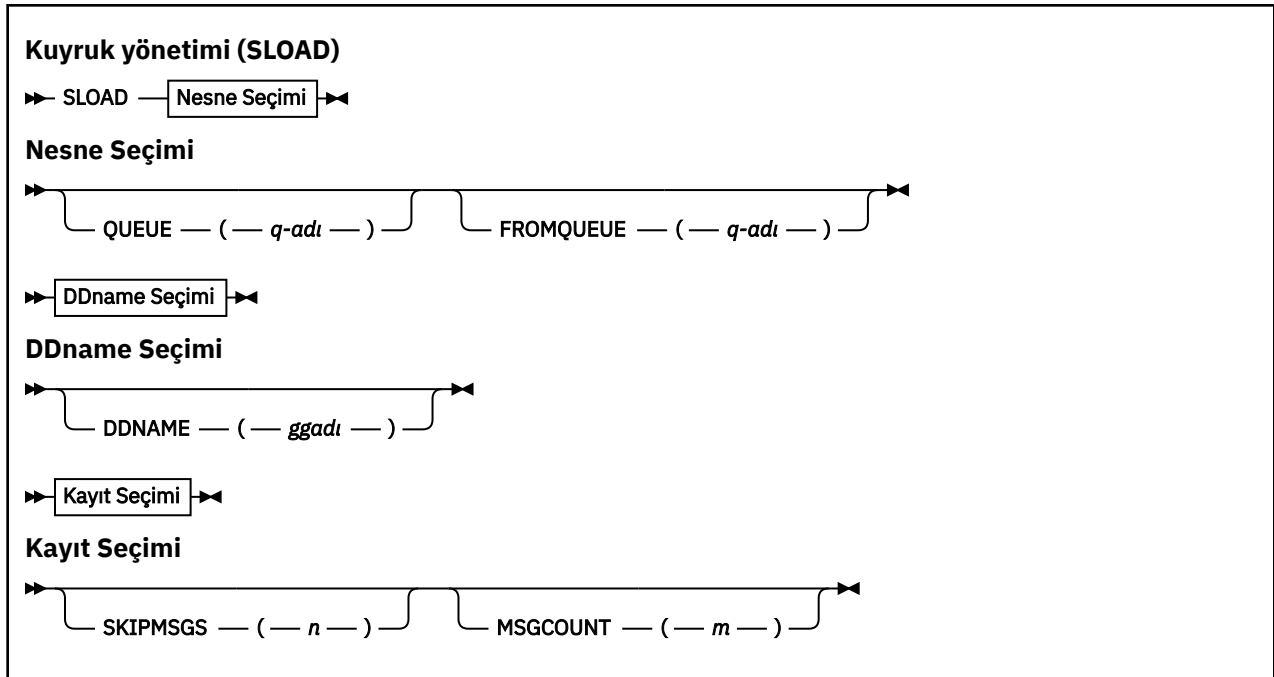 Kuyruk yönetimi (SLOAD)
SLOAD Nesne Seçimi
Nesne Seçimi
QUEUE ( q-adı ) FROMQUEUE ( q-adı )
DDname Seçimi
DDname Seçimi
DDNAME ( ggadı )
Kayıt Seçimi
Kayıt Seçimi
SKIPMSGS ( n ) MSGCOUNT ( m )